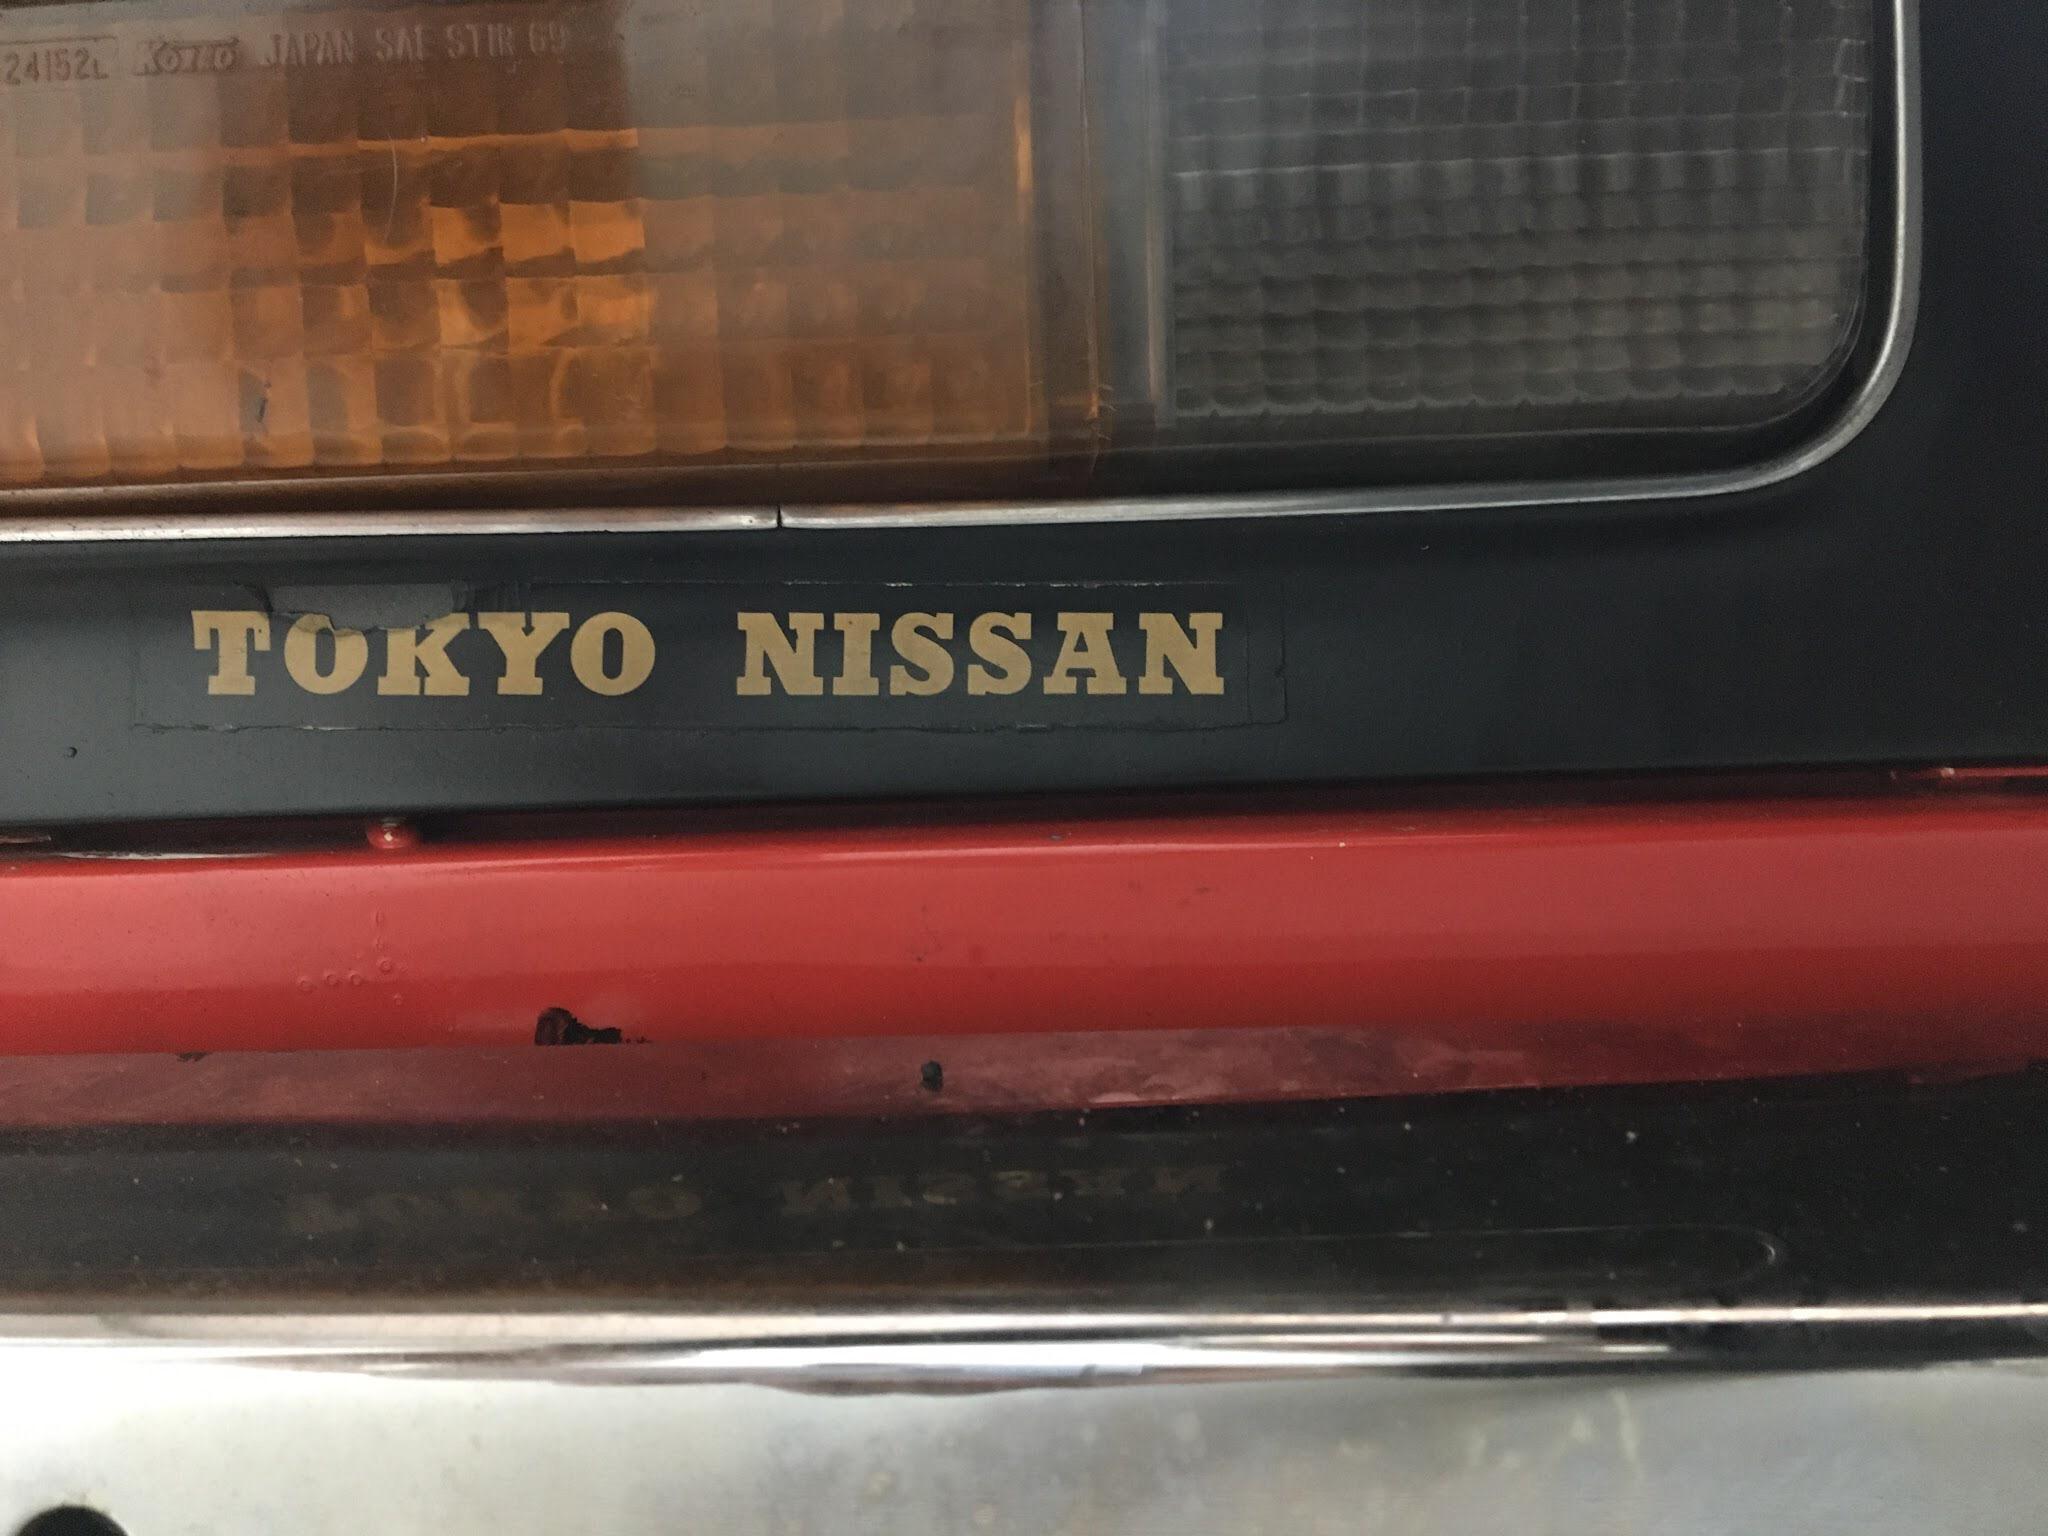 24152L KOITO JAPAN SAE STIR 69
TOKYO NISSAN